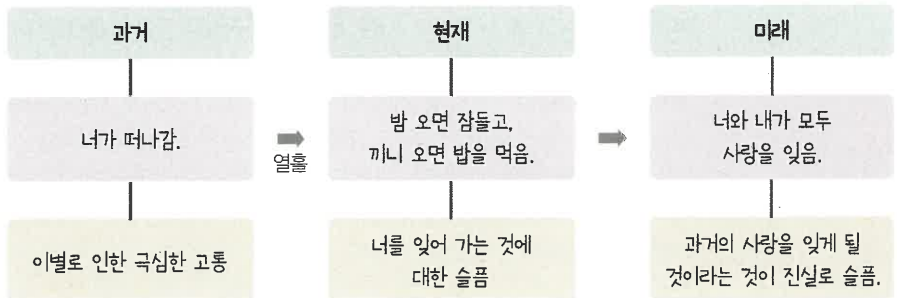 과거
현재
미래
너가 떠나감.
열흘
밤 오면 잠들고,
끼니 오면 밥을 먹음.
너와 내가 모두
사랑을 잊음.
이별로 인한 극심한 고통
너를 잊어 가는 것에
대한 슬픔
과거의 사랑을 잊게 될
것이라는 것이 진실로 슬픔.